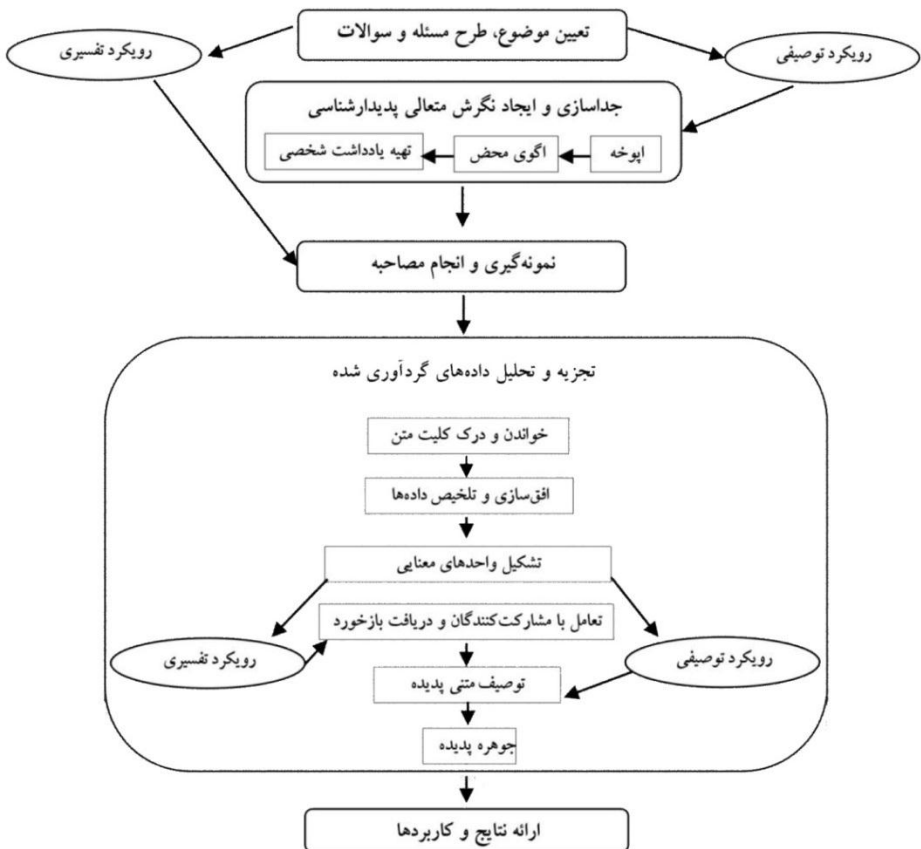 تعیین موضوع، طرح مسئله و سوالات
رویکرد توصیفی
رویکرد تفسیری
جداسازی و ایجاد نگرش متعالی پدیدارشناسی
اپوخه
اگوی محض
تهیه یادداشت شخصی
نمونه‌گیری و انجام مصاحبه
تجزیه و تحلیل داده‌های گردآوری شده
خواندن و درک کلیت متن
افق‌سازی و تلخیص داده‌ها
تشکیل واحدهای معنایی
تعامل با مشارکت‌کنندگان و دریافت بازخورد
رویکرد توصیفی
رویکرد تفسیری
توصیف متنی پدیده
جوهره پدیده
ارائه نتایج و کاربردها